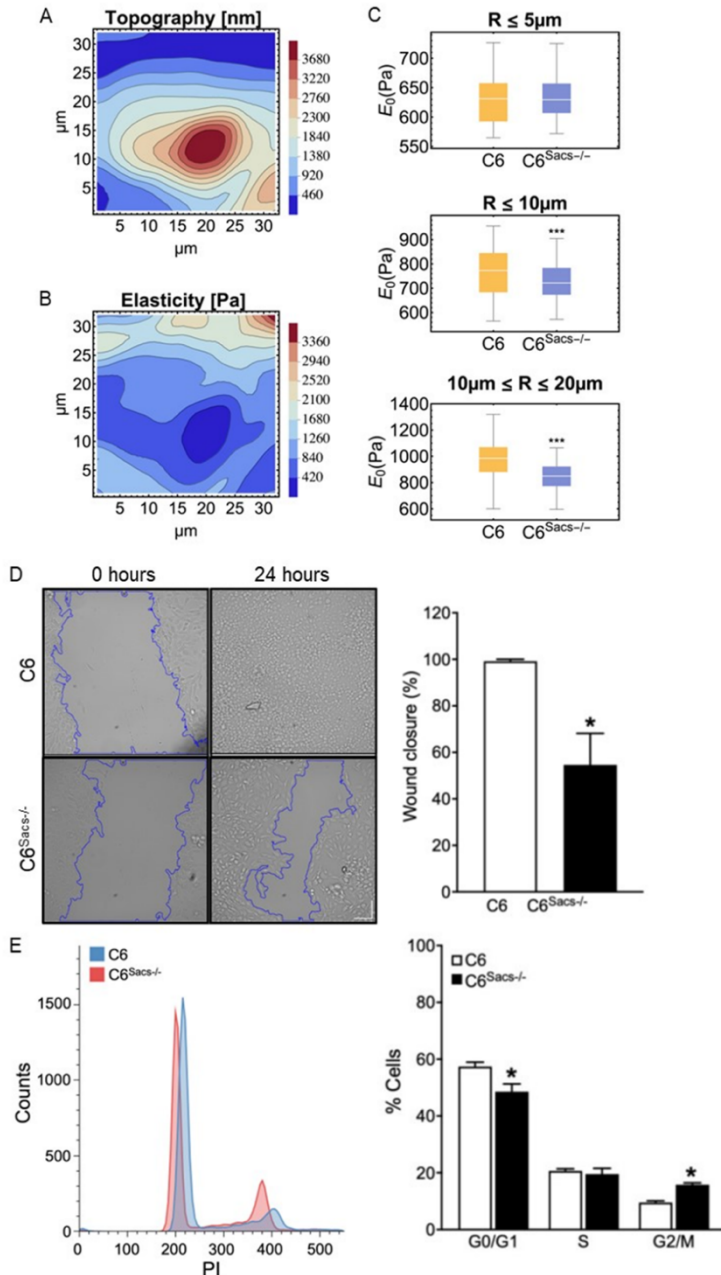 A
Topography [nm]
µm
30
25
20
15
10
5
5 10 15 20 25 30
µm
3680
3220
2760
2300
1840
1380
920
460
B
Elasticity [Pa]
µm
30
25
20
15
10
5
5 10 15 20 25 30
µm
3360
2940
2520
2100
1680
1260
840
420
C
R ≤ 5µm
E0(Pa)
700
650
600
550
C6 C6Sacs−/−
R ≤ 10µm
E0(Pa)
900
800
700
600
***
C6 C6Sacs−/−
10µm ≤ R ≤ 20µm
E0(Pa)
1400
1200
1000
800
600
***
C6 C6Sacs−/−
D
0 hours 24 hours
C6
C6Sacs-/-
Wound closure (%)
120
100
80
60
40
20
0
*
C6 C6Sacs-/-
E
C6
C6Sacs-/-
Counts
1500
1000
500
0
0 100 200 300 400 500
PI
C6
C6Sacs-/-
% Cells
100
80
60
40
20
0
*
*
G0/G1 S G2/M